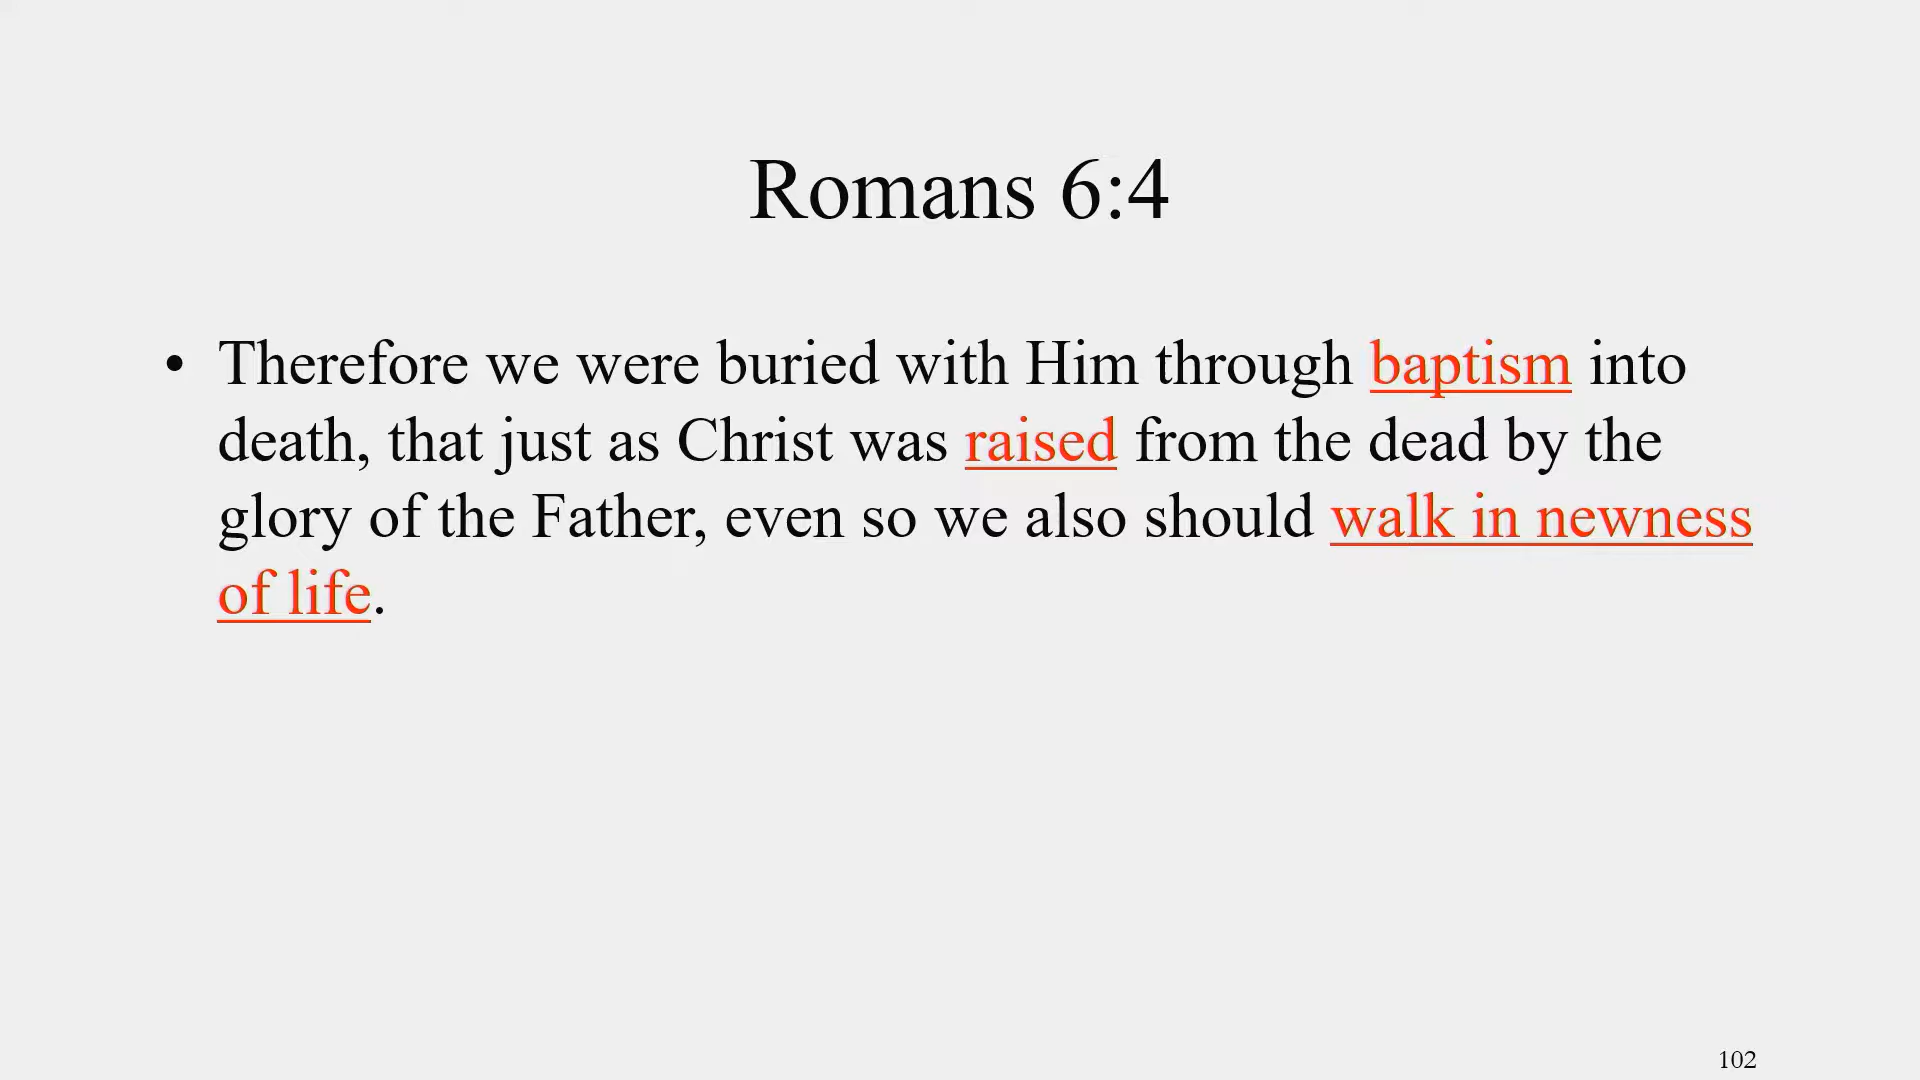 Romans 6:4
• Therefore we were buried with Him through baptism into
death, that just as Christ was raised from the dead by the
glory of the Father, even so we also should walk in newness
of life.
102